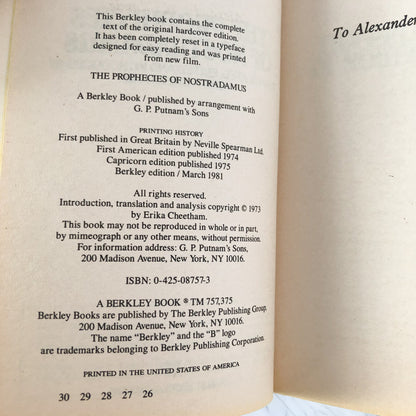 This Berkley book contains the complete
text of the original hardcover edition.
It has been completely reset in a typeface
designed for easy reading and was printed
from new film.
THE PROPHECIES OF NOSTRADAMUS
A Berkley Book / published by arrangement with
G. P. Putnam's Sons
PRINTING HISTORY
First published in Great Britain by Neville Spearman Ltd.
First American edition published 1974
Capricorn edition published 1975
Berkley edition / March 1981
All rights reserved.
Introduction, translation and analysis copyright © 1973
by Erika Cheetham.
This book may not be reproduced in whole or in part,
by mimeograph or any other means, without permission.
For information address: G. P. Putnam's Sons,
200 Madison Avenue, New York, NY 10016.
ISBN: 0-425-08757-3
A BERKLEY BOOK ® TM 757,375
Berkley Books are published by The Berkley Publishing Group,
200 Madison Avenue, New York, NY 10016.
The name "Berkley" and the "B" logo
are trademarks belonging to Berkley Publishing Corporation.
PRINTED IN THE UNITED STATES OF AMERICA
30 29 28 27 26
To Alexander